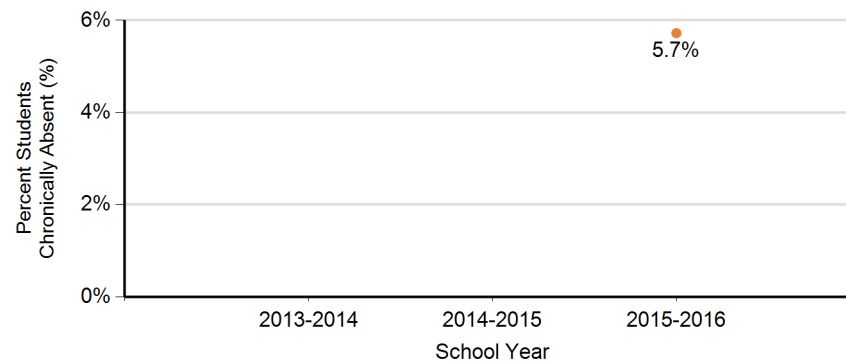 6%
5.7%
4%
2%
0%
Percent Students
Chronically Absent (%)
2013-2014
2014-2015
2015-2016
School Year